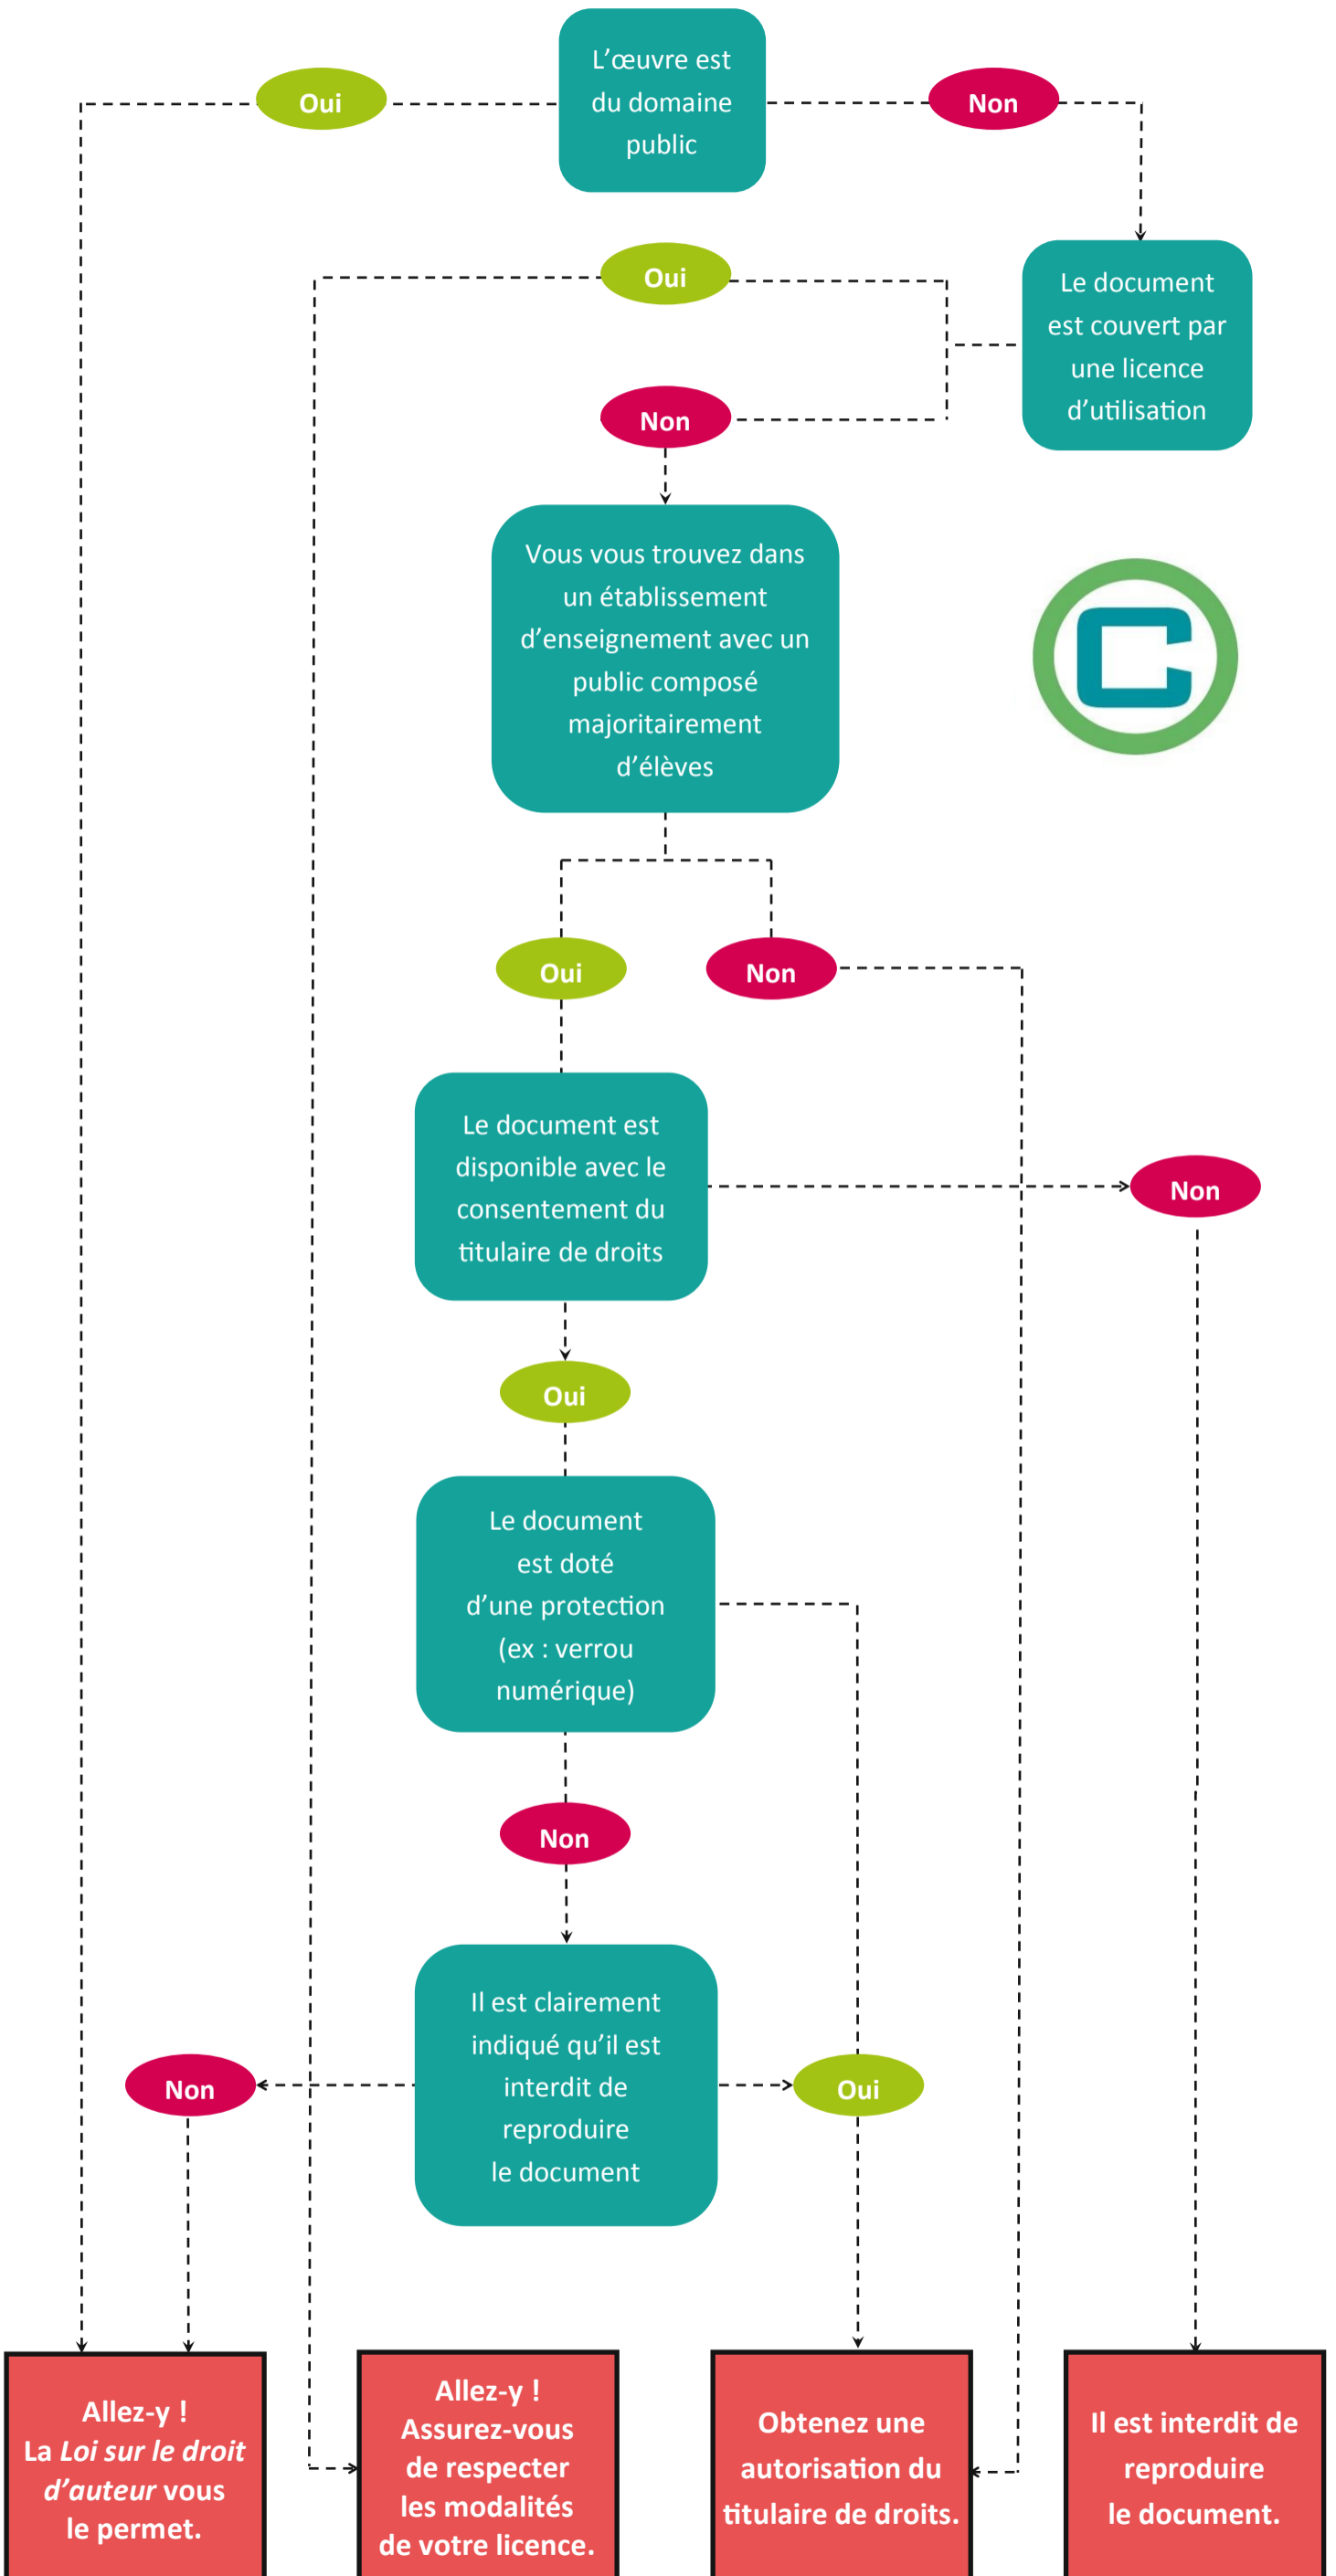 L'œuvre est
du domaine
public
Oui
Non
Le document
est couvert par
une licence
d'utilisation
Oui
Non
Vous vous trouvez dans
un établissement
d'enseignement avec un
public composé
majoritairement
d'élèves
C
Oui
Non
Le document est
disponible avec le
consentement du
titulaire de droits
Non
Oui
Le document
est doté
d'une protection
(ex : verrou
numérique)
Non
Il est clairement
indiqué qu'il est
interdit de
reproduire
le document
Non
Oui
Allez-y !
La Loi sur le droit
d'auteur vous
le permet.
Allez-y !
Assurez-vous
de respecter
les modalités
de votre licence.
Obtenez une
autorisation du
titulaire de droits.
Il est interdit de
reproduire
le document.